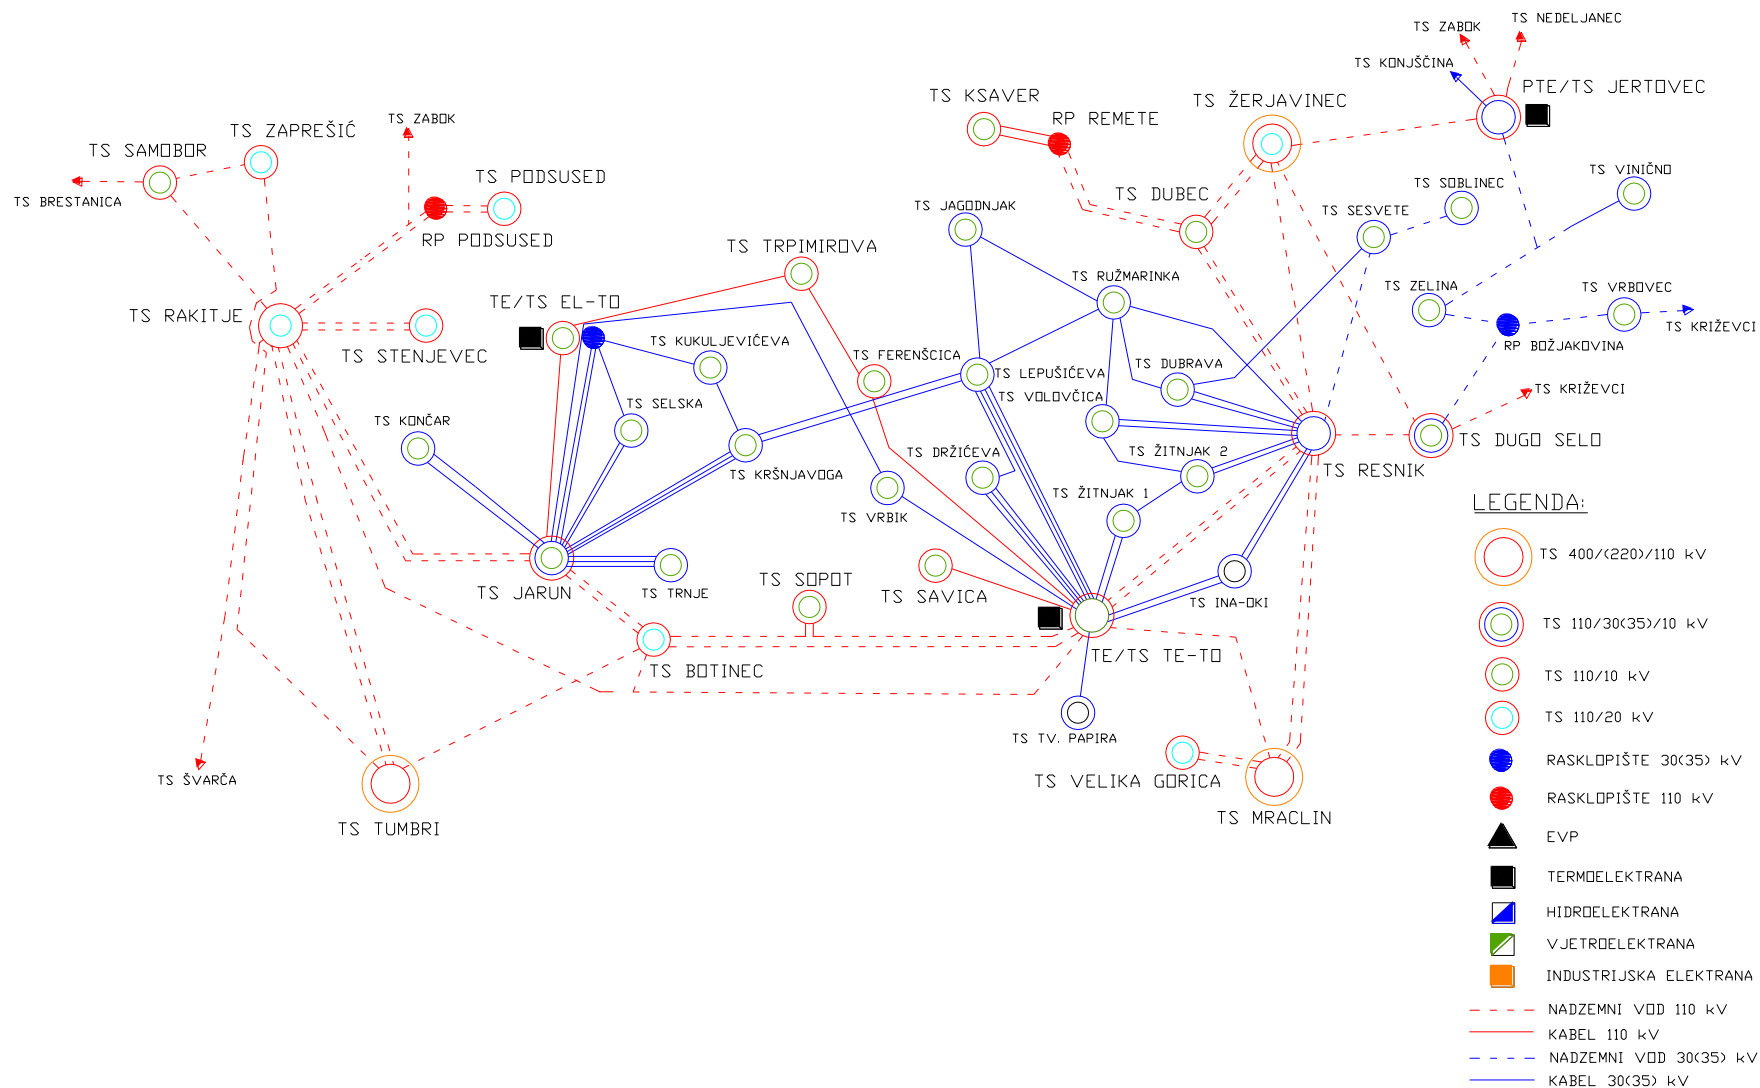 TS NEDELJANEC
TS ZABOK
TS KONJŠČINA
PTE/TS JERTOVEC
TS KSAVER
TS ŽERJAVINEC
RP REMETE
TS ZABOK
TS ZAPREŠIĆ
TS SAMOBOR
TS BRESTANICA
TS PODSUSED
RP PODSUSED
TS VINIČNO
TS SOBLINEC
TS DUBEC
TS SESVETE
TS JAGODNJAK
TS TRPIMIROVA
TS RUŽMARINKA
TS ZELINA
TS VRBOVEC
TS KRIŽEVCI
RP BOŽJAKOVINA
TE/TS EL-TO
TS RAKITJE
TS STENJEVEC
TS KUKULJEVIĆEVA
TS FERENŠCICA
TS LEPUŠIĆEVA
TS DUBRAVA
TS VOLOVČICA
TS KRIŽEVCI
TS SELSKA
TS KONČAR
TS DUGO SELO
TS DRŽIĆEVA
TS ŽITNJAK 2
TS RESNIK
TS KRŠNJAVOGA
TS ŽITNJAK 1
TS VRBIK
LEGENDA:
TS 400/(220)/110 kV
TS SOPOT
TS SAVICA
TS JARUN
TS TRNJE
TS INA-OKI
TS 110/30(35)/10 kV
TE/TS TE-TO
TS BOTINEC
TS 110/10 kV
TS 110/20 kV
TS TV. PAPIRA
RASKLOPIŠTE 30(35) kV
TS ŠVARČA
TS VELIKA GORICA
RASKLOPIŠTE 110 kV
TS MRACLIN
TS TUMBRI
EVP
TERMOELEKTRANA
HIDROELEKTRANA
VJETROELEKTRANA
INDUSTRIJSKA ELEKTRANA
NADZEMNI VOD 110 kV
KABEL 110 kV
NADZEMNI VOD 30(35) kV
KABEL 30(35) kV